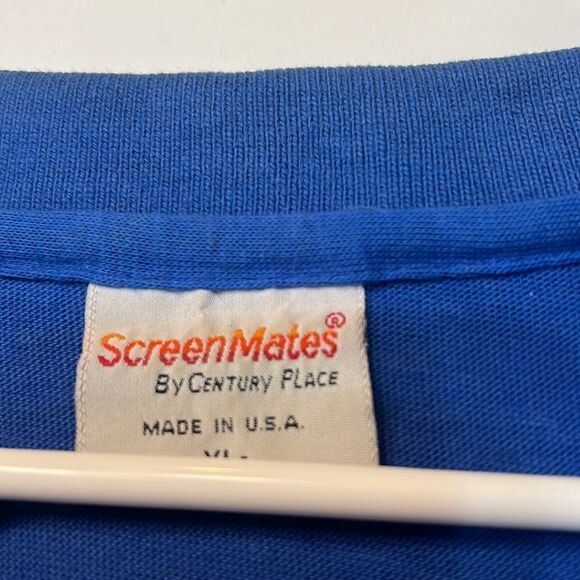 ScreenMates®
By Century Place
MADE IN U.S.A.